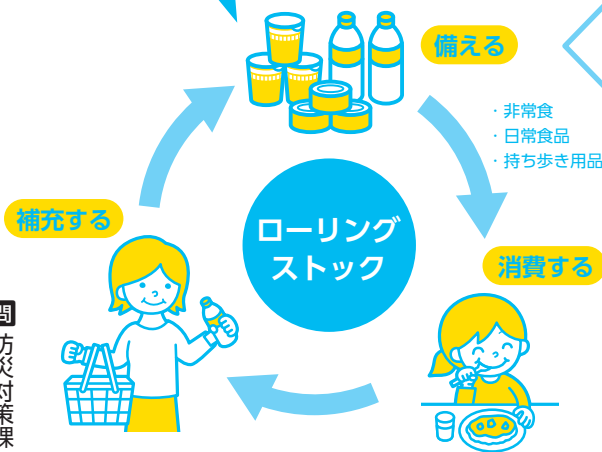 備える
・非常食
・日常食品
・持ち歩き用品
ローリング
ストック
補充する
消費する
問 防災対策課